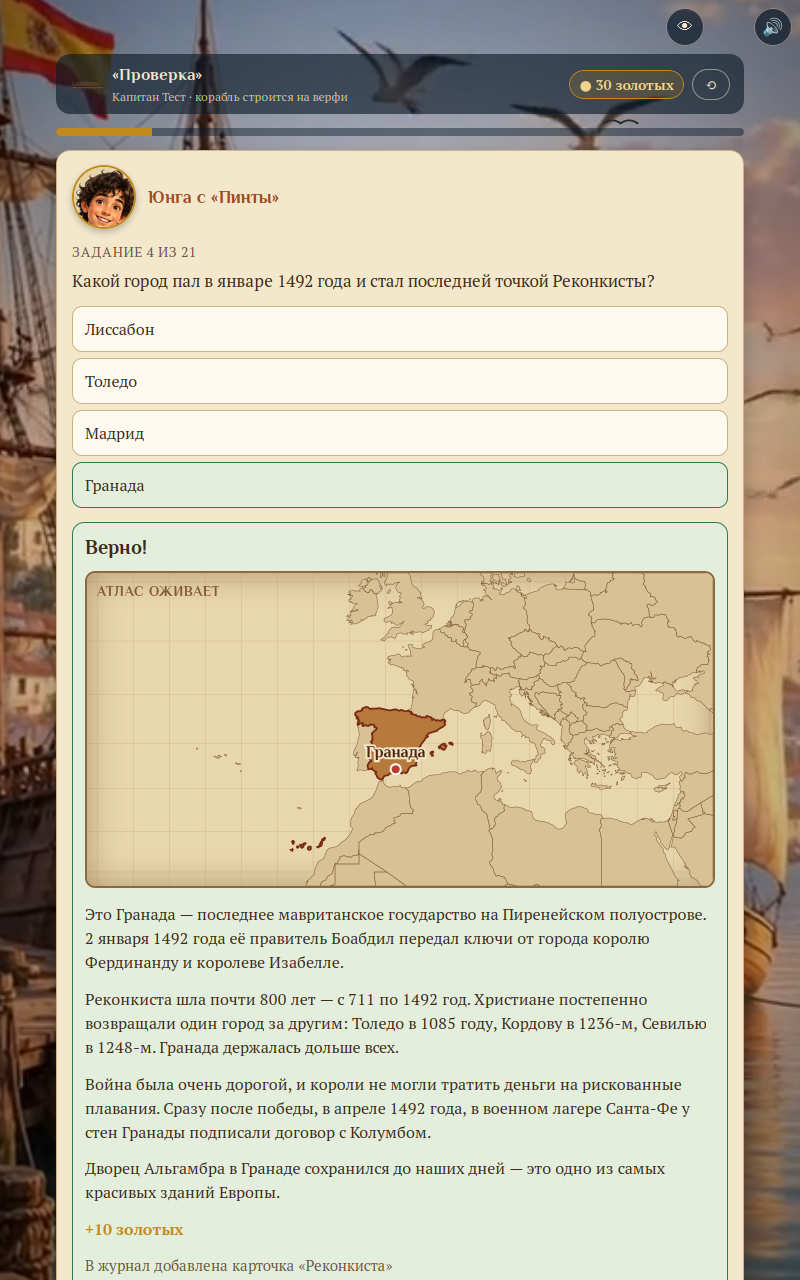 «Проверка»
Капитан Тест · корабль строится на верфи
30 золотых
Юнга с «Пинты»
ЗАДАНИЕ 4 ИЗ 21
Какой город пал в январе 1492 года и стал последней точкой Реконкисты?
Лиссабон
Толедо
Мадрид
Гранада
Верно!
АТЛАС ОЖИВАЕТ
Гранада
Это Гранада — последнее мавританское государство на Пиренейском полуострове.
2 января 1492 года её правитель Боабдил передал ключи от города королю
Фердинанду и королеве Изабелле.
Реконкиста шла почти 800 лет — с 711 по 1492 год. Христиане постепенно
возвращали один город за другим: Толедо в 1085 году, Кордову в 1236-м, Севилью
в 1248-м. Гранада держалась дольше всех.
Война была очень дорогой, и короли не могли тратить деньги на рискованные
плавания. Сразу после победы, в апреле 1492 года, в военном лагере Санта-Фе у
стен Гранады подписали договор с Колумбом.
Дворец Альгамбра в Гранаде сохранился до наших дней — это одно из самых
красивых зданий Европы.
+10 золотых
В журнал добавлена карточка «Реконкиста»